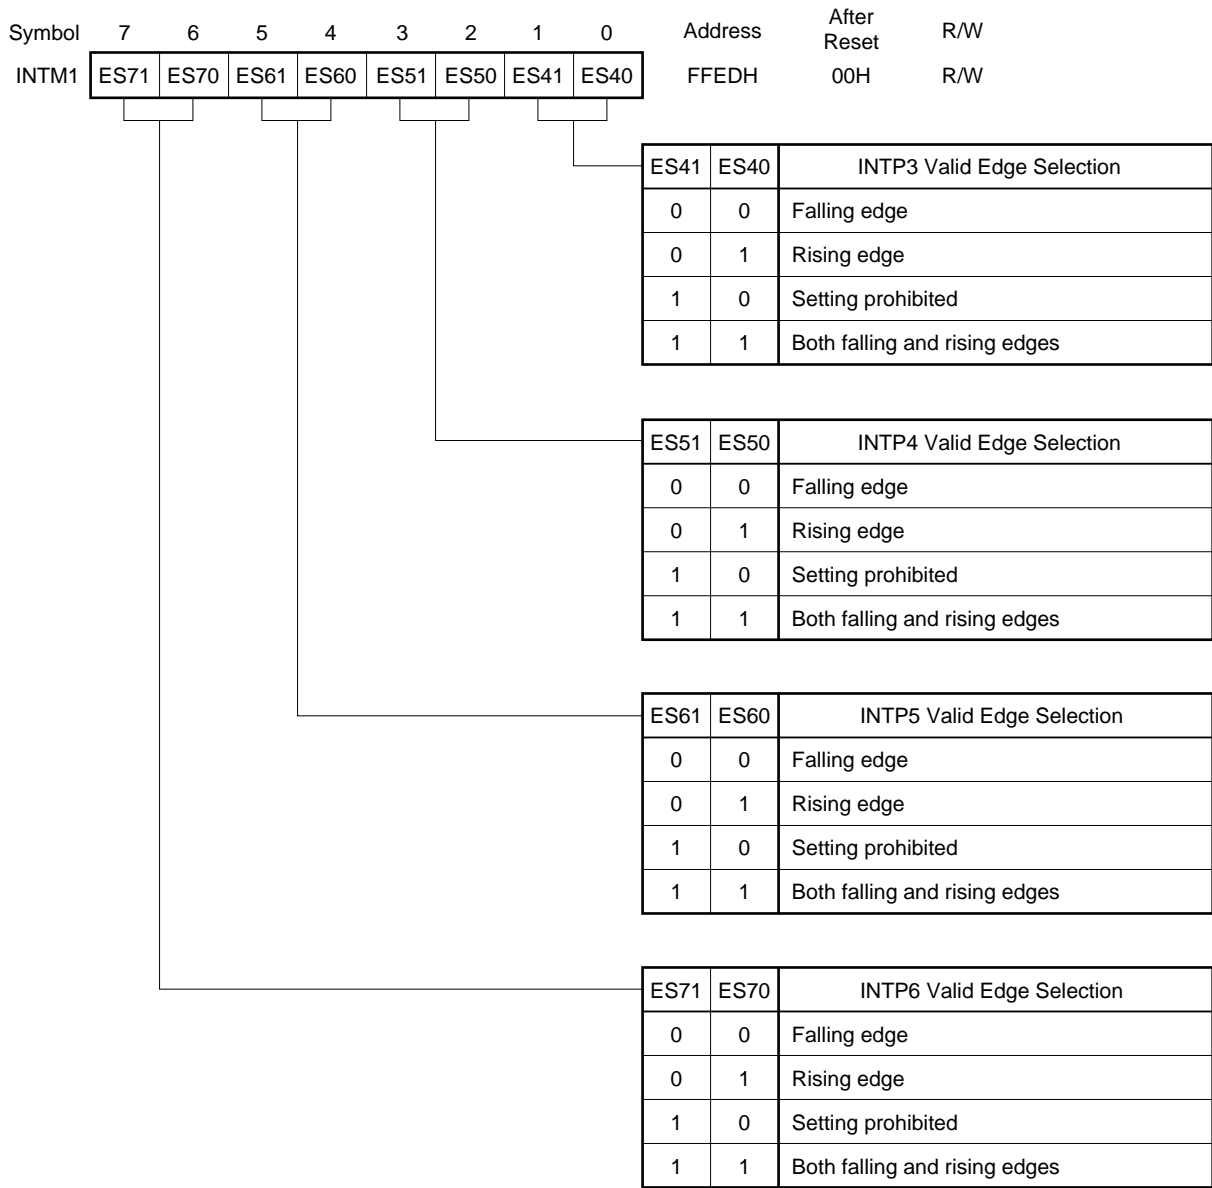 Symbol 7 6 5 4 3 2 1 0 Address After Reset R/W
INTM1 ES71 ES70 ES61 ES60 ES51 ES50 ES41 ES40 FFEDH 00H R/W
ES41 ES40 INTP3 Valid Edge Selection
0 0 Falling edge
0 1 Rising edge
1 0 Setting prohibited
1 1 Both falling and rising edges
ES51 ES50 INTP4 Valid Edge Selection
0 0 Falling edge
0 1 Rising edge
1 0 Setting prohibited
1 1 Both falling and rising edges
ES61 ES60 INTP5 Valid Edge Selection
0 0 Falling edge
0 1 Rising edge
1 0 Setting prohibited
1 1 Both falling and rising edges
ES71 ES70 INTP6 Valid Edge Selection
0 0 Falling edge
0 1 Rising edge
1 0 Setting prohibited
1 1 Both falling and rising edges